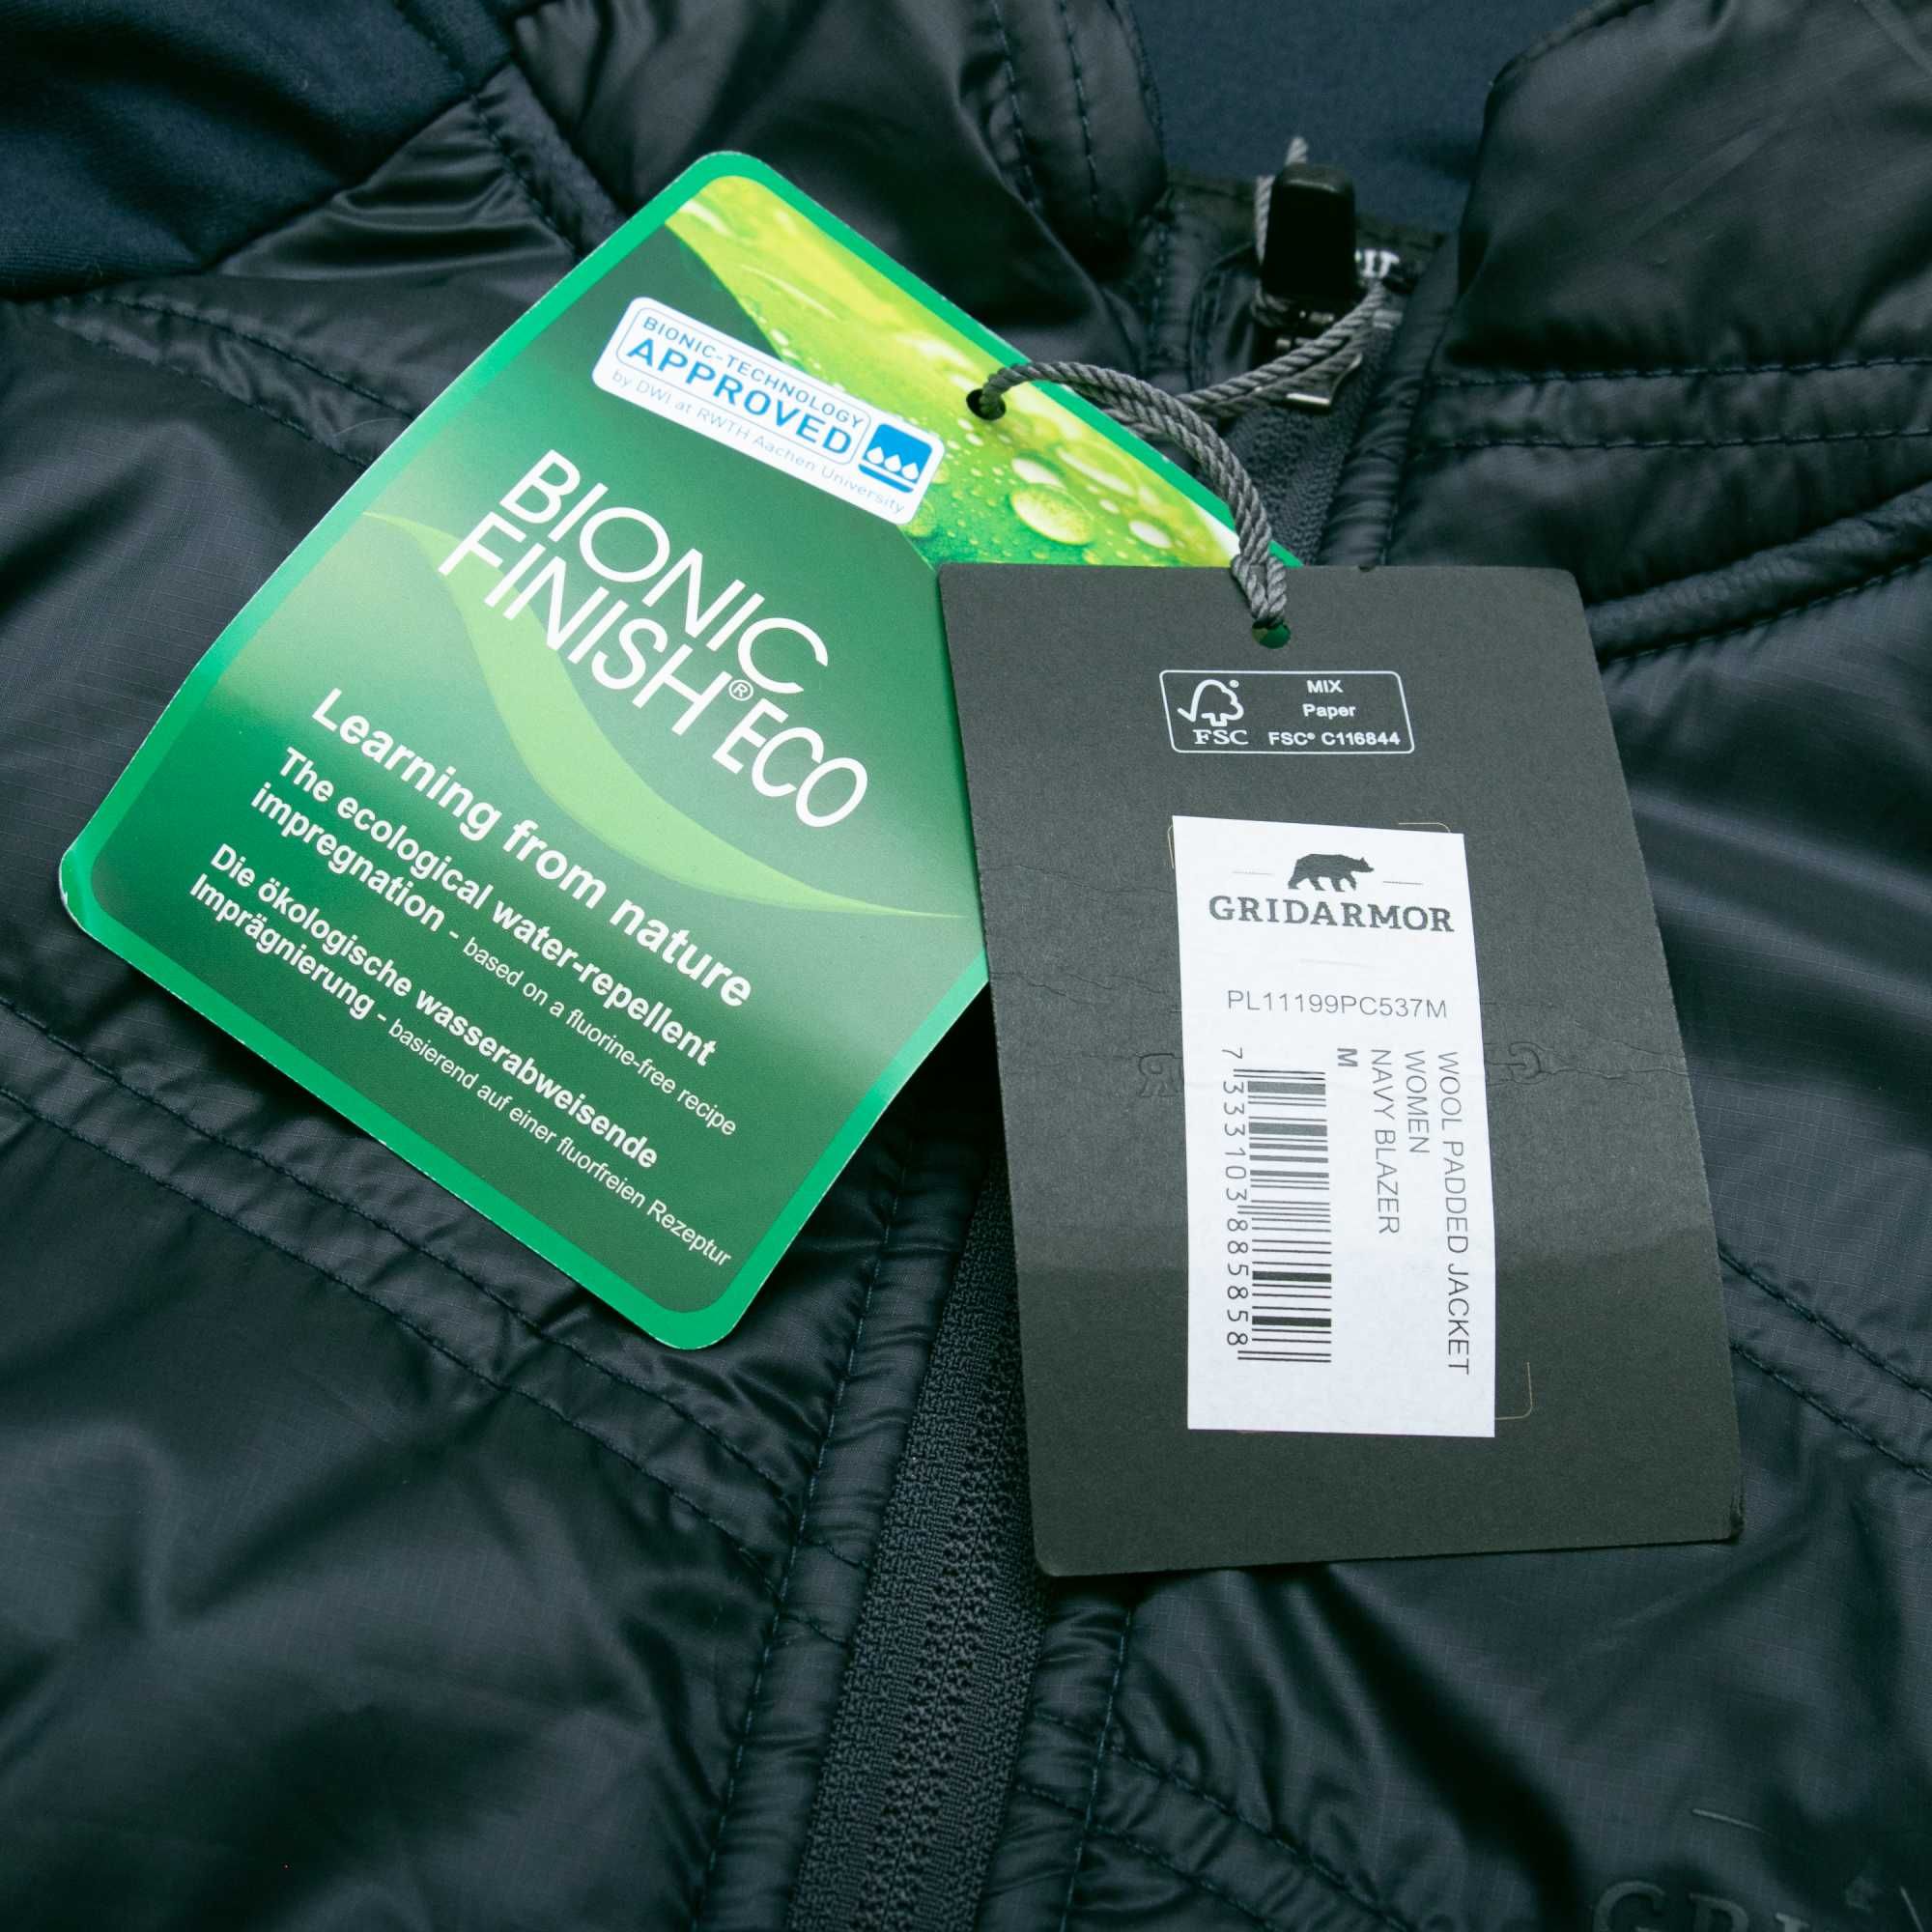 BIONIC-TECHNOLOGY
APPROVED
by DWI at RWTH Aachen University
BIONIC
FINISH®ECO
Learning from nature
The ecological water-repellent
impregnation - based on a fluorine-free recipe
Die ökologische wasserabweisende
Imprägnierung - basierend auf einer fluorfreien Rezeptur
FSC
MIX
Paper
FSC® C116844
GRIDARMOR
PL11199PC537M
WOOL PADDED JACKET
WOMEN
NAVY BLAZER
M
7 333103 885858